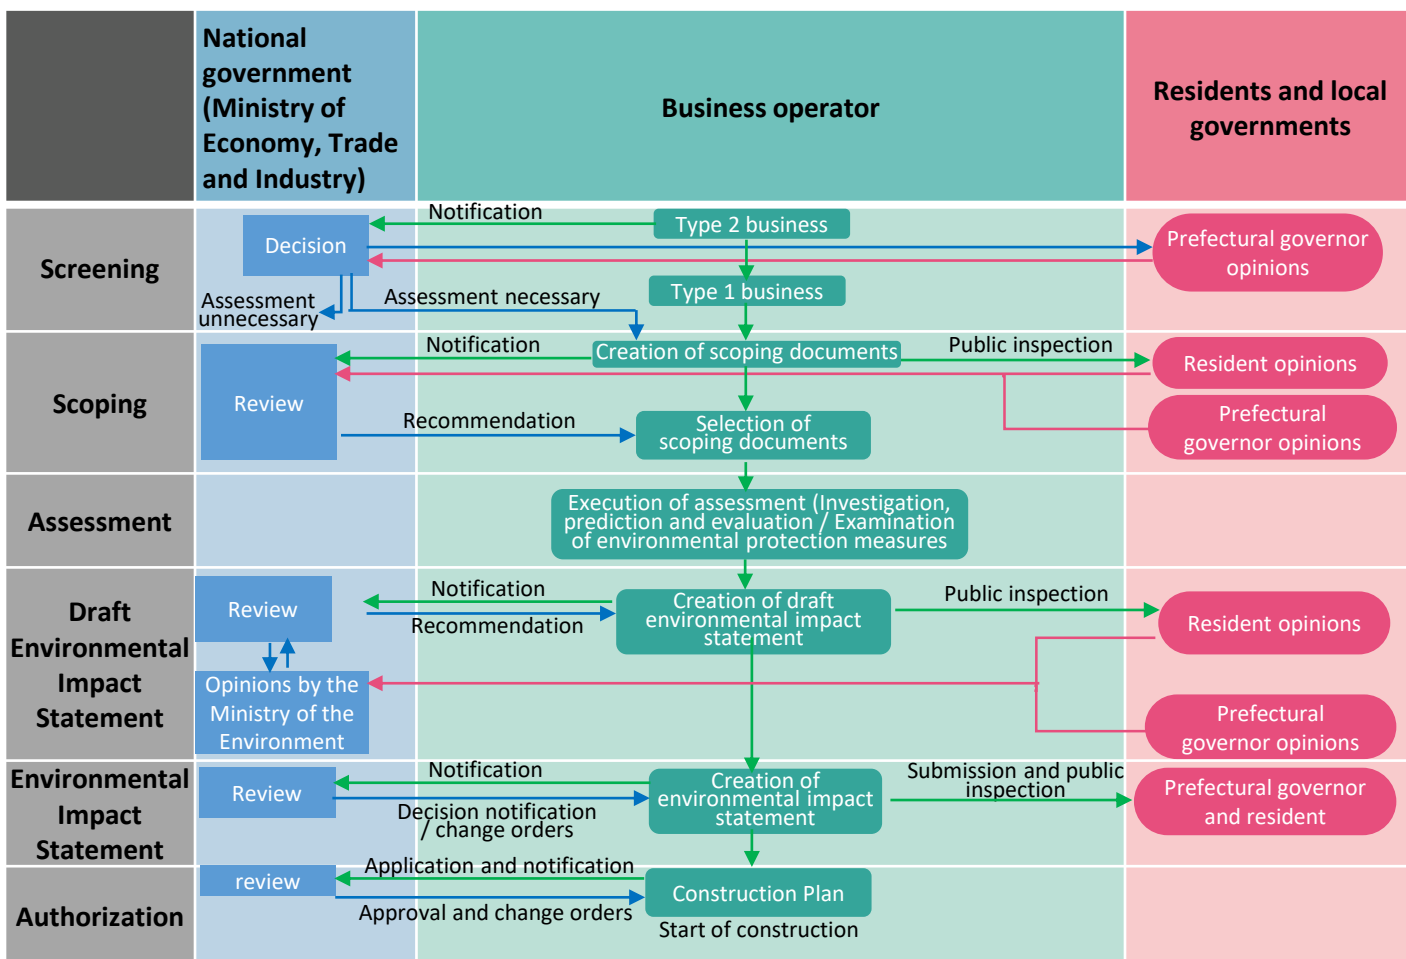 National
government
(Ministry of
Economy, Trade
and Industry)
Business operator
Residents and local
governments
Screening
Decision
Notification
Type 2 business
Prefectural governor
opinions
Assessment
unnecessary
Assessment necessary
Type 1 business
Scoping
Review
Notification
Creation of scoping documents
Public inspection
Resident opinions
Recommendation
Selection of
scoping documents
Prefectural
governor opinions
Assessment
Execution of assessment (Investigation,
prediction and evaluation / Examination
of environmental protection measures
Draft
Environmental
Impact
Statement
Review
Notification
Recommendation
Creation of draft
environmental impact
statement
Public inspection
Resident opinions
Opinions by the
Ministry of the
Environment
Prefectural
governor opinions
Environmental
Impact
Statement
Review
Notification
Decision notification
/ change orders
Creation of
environmental impact
statement
Submission and public
inspection
Prefectural governor
and resident
Authorization
review
Application and notification
Approval and change orders
Construction Plan
Start of construction